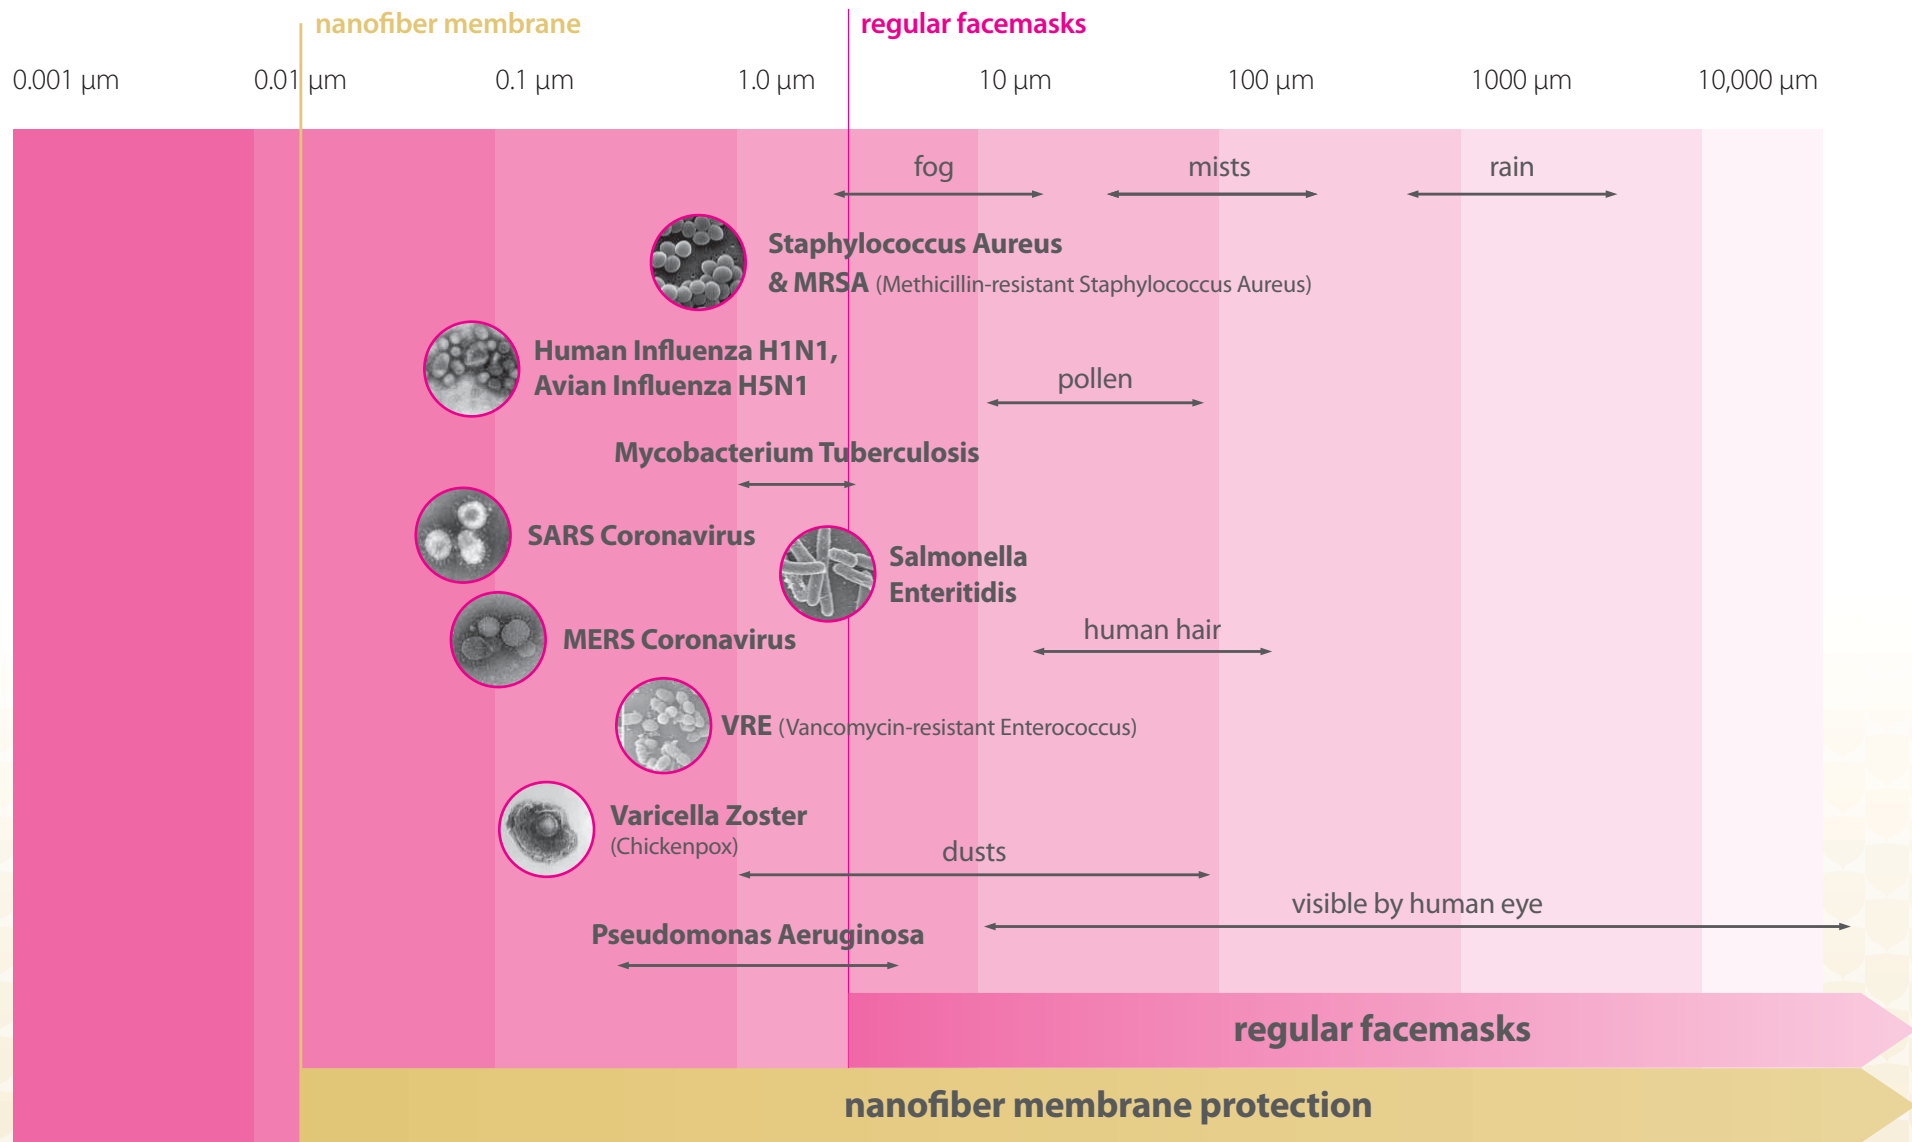 nanofiber membrane
regular facemasks
0.001 µm
0.01 µm
0.1 µm
1.0 µm
10 µm
100 µm
1000 µm
10,000 µm
fog
mists
rain
Staphylococcus Aureus
& MRSA (Methicillin-resistant Staphylococcus Aureus)
Human Influenza H1N1,
Avian Influenza H5N1
pollen
Mycobacterium Tuberculosis
SARS Coronavirus
Salmonella
Enteritidis
MERS Coronavirus
human hair
VRE (Vancomycin-resistant Enterococcus)
Varicella Zoster
(Chickenpox)
dusts
visible by human eye
Pseudomonas Aeruginosa
regular facemasks
nanofiber membrane protection